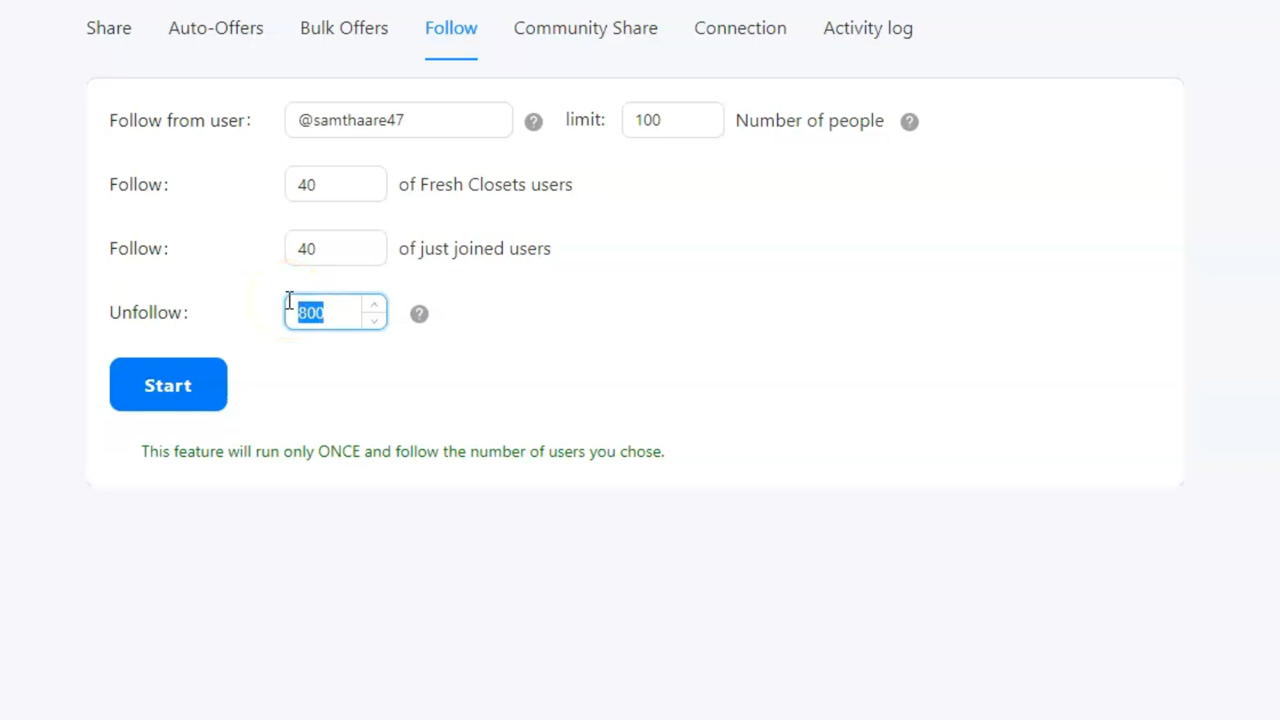 Share Auto-Offers Bulk Offers Follow Community Share Connection Activity log
Follow from user: @samthaare47 ? limit: 100 Number of people ?
Follow: 40 of Fresh Closets users
Follow: 40 of just joined users
Unfollow: 800 ?
Start
This feature will run only ONCE and follow the number of users you chose.